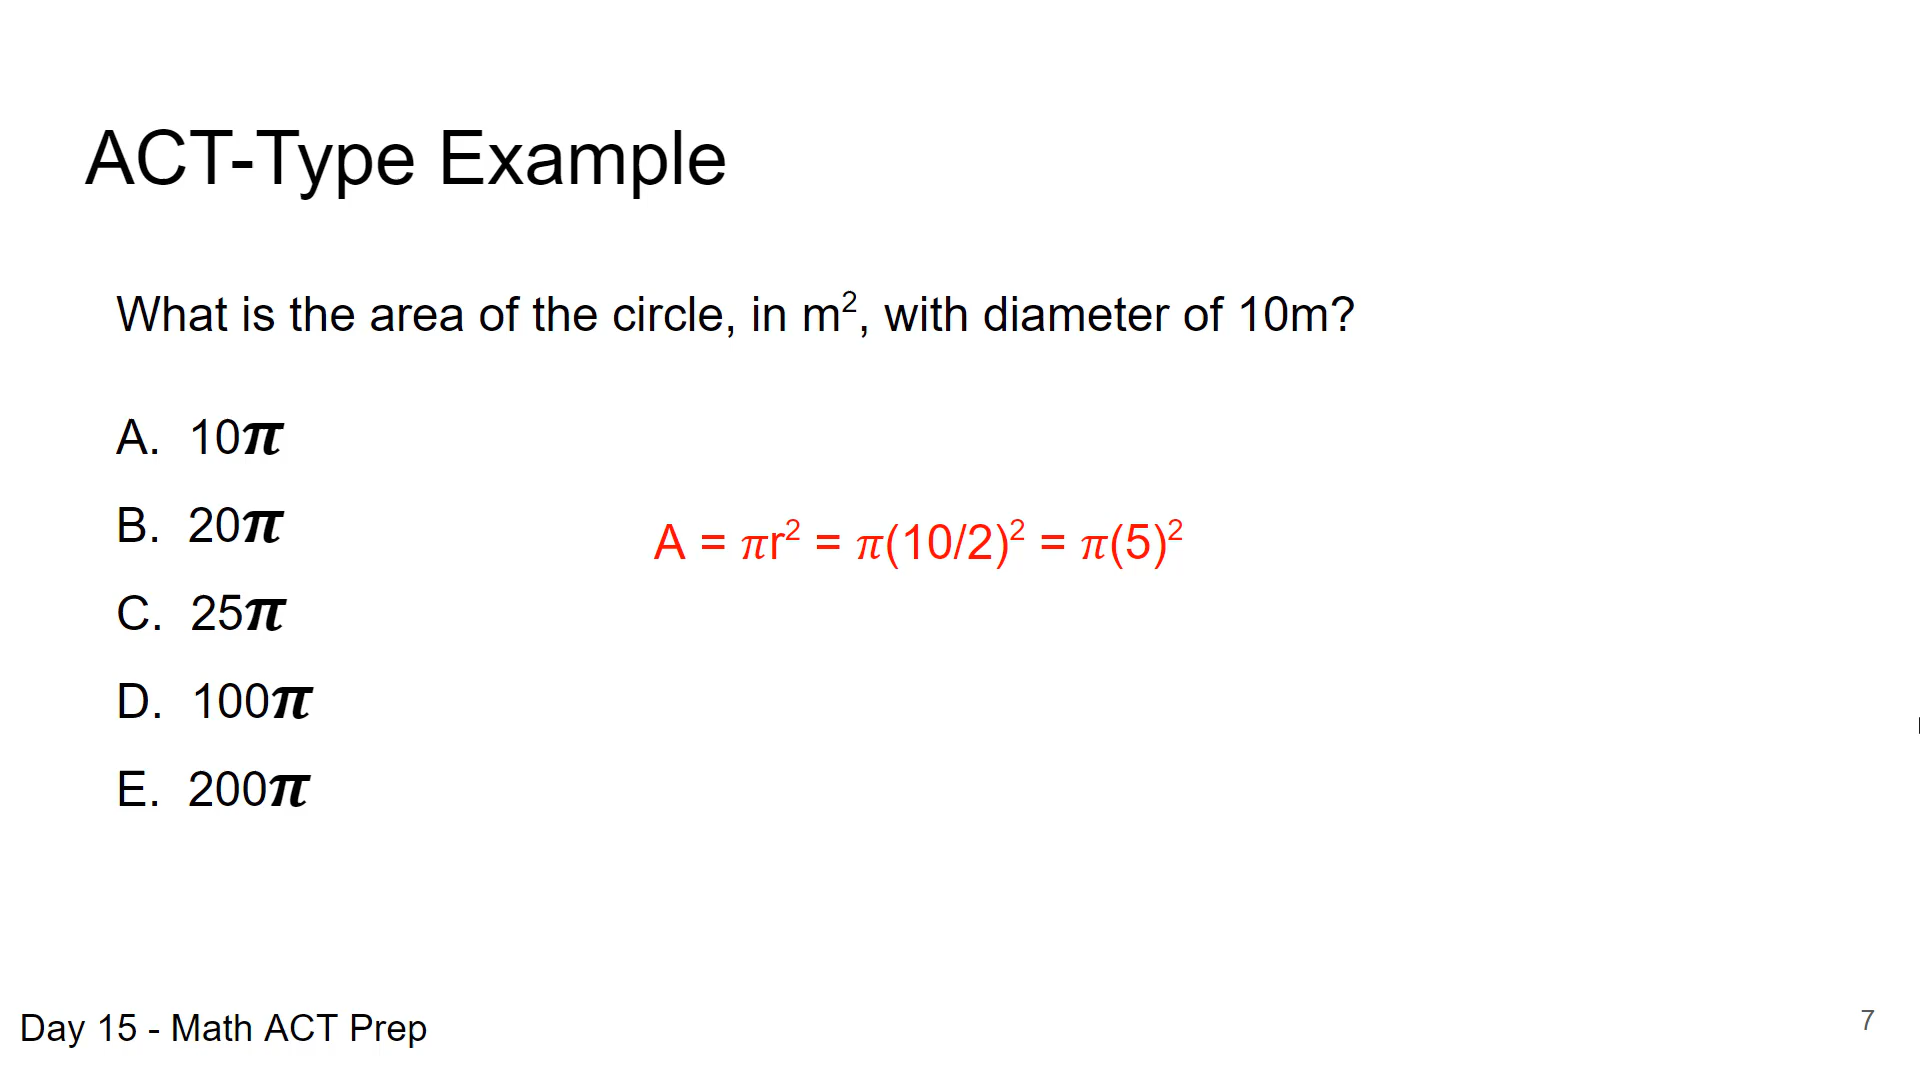 ACT-Type Example
What is the area of the circle, in m², with diameter of 10m?
A. 10𝝅
B. 20𝝅
C. 25𝝅
D. 100𝝅
E. 200𝝅
A = 𝜋r² = 𝜋(10/2)² = 𝜋(5)²
Day 15 - Math ACT Prep
7